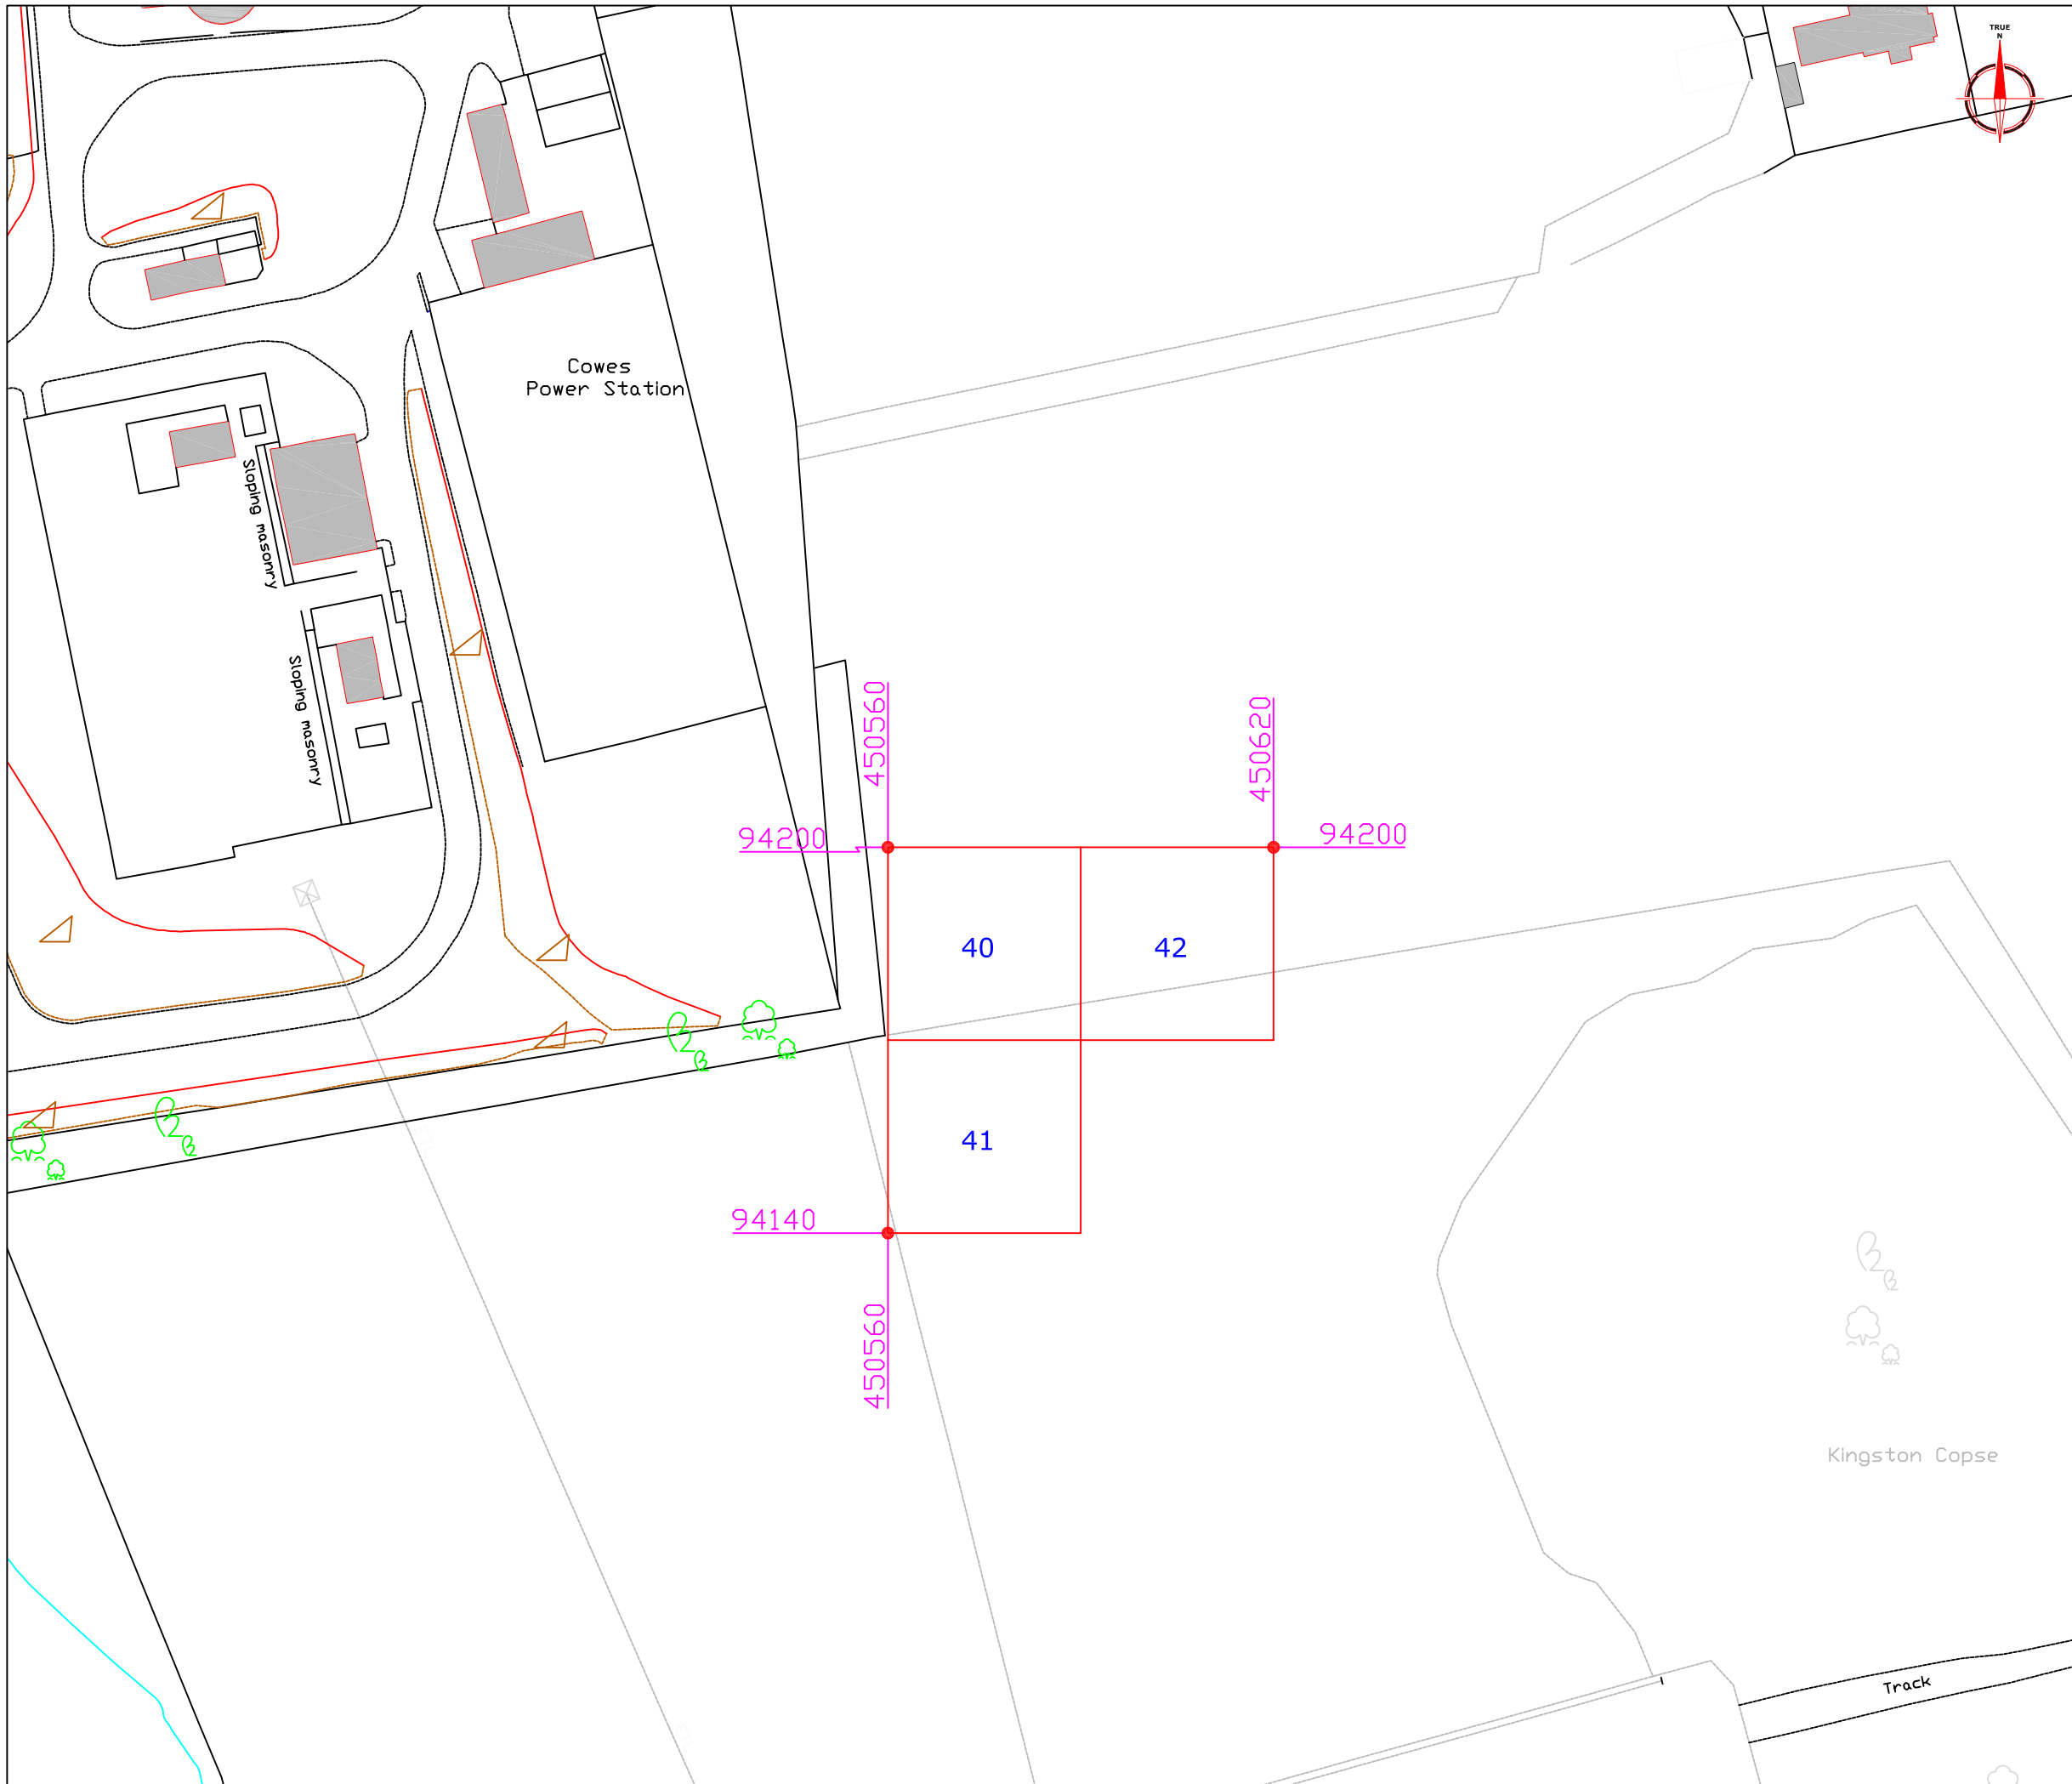 TRUE
N
Cowes
Power Station
Sloping masonry
Sloping masonry
450560
450620
94200
94200
40
42
41
94140
450560
Kingston Copse
Track